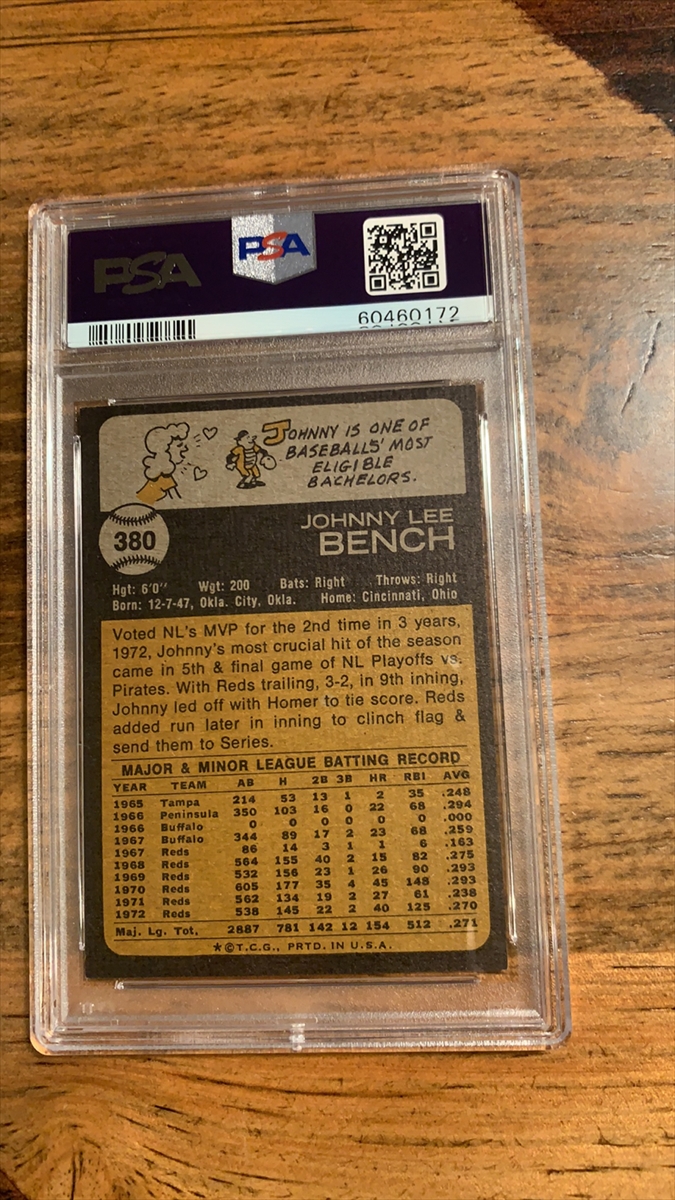 PSA
PSA
60460172
JOHNNY IS ONE OF
BASEBALLS' MOST
ELIGIBLE
BACHELORS.
380
JOHNNY LEE
BENCH
Hgt: 6'0" Wgt: 200 Bats: Right Throws: Right
Born: 12-7-47, Okla. City, Okla. Home: Cincinnati, Ohio
Voted NL's MVP for the 2nd time in 3 years,
1972, Johnny's most crucial hit of the season
came in 5th & final game of NL Playoffs vs.
Pirates. With Reds trailing, 3-2, in 9th inning,
Johnny led off with Homer to tie score. Reds
added run later in inning to clinch flag &
send them to Series.
MAJOR & MINOR LEAGUE BATTING RECORD
YEAR TEAM AB H 2B 3B HR RBI AVG
1965 Tampa 214 53 13 1 2 35 .248
1966 Peninsula 350 103 16 0 22 68 .294
1966 Buffalo 0 0 0 0 0 0 .000
1967 Buffalo 344 89 17 2 23 68 .259
1967 Reds 86 14 3 1 1 6 .163
1968 Reds 564 155 40 2 15 82 .275
1969 Reds 532 156 23 1 26 90 .293
1970 Reds 605 177 35 4 45 148 .293
1971 Reds 562 134 19 2 27 61 .238
1972 Reds 538 145 22 2 40 125 .270
Maj. Lg. Tot. 2887 781 142 12 154 512 .271
★©T.C.G., PRTD. IN U.S.A.